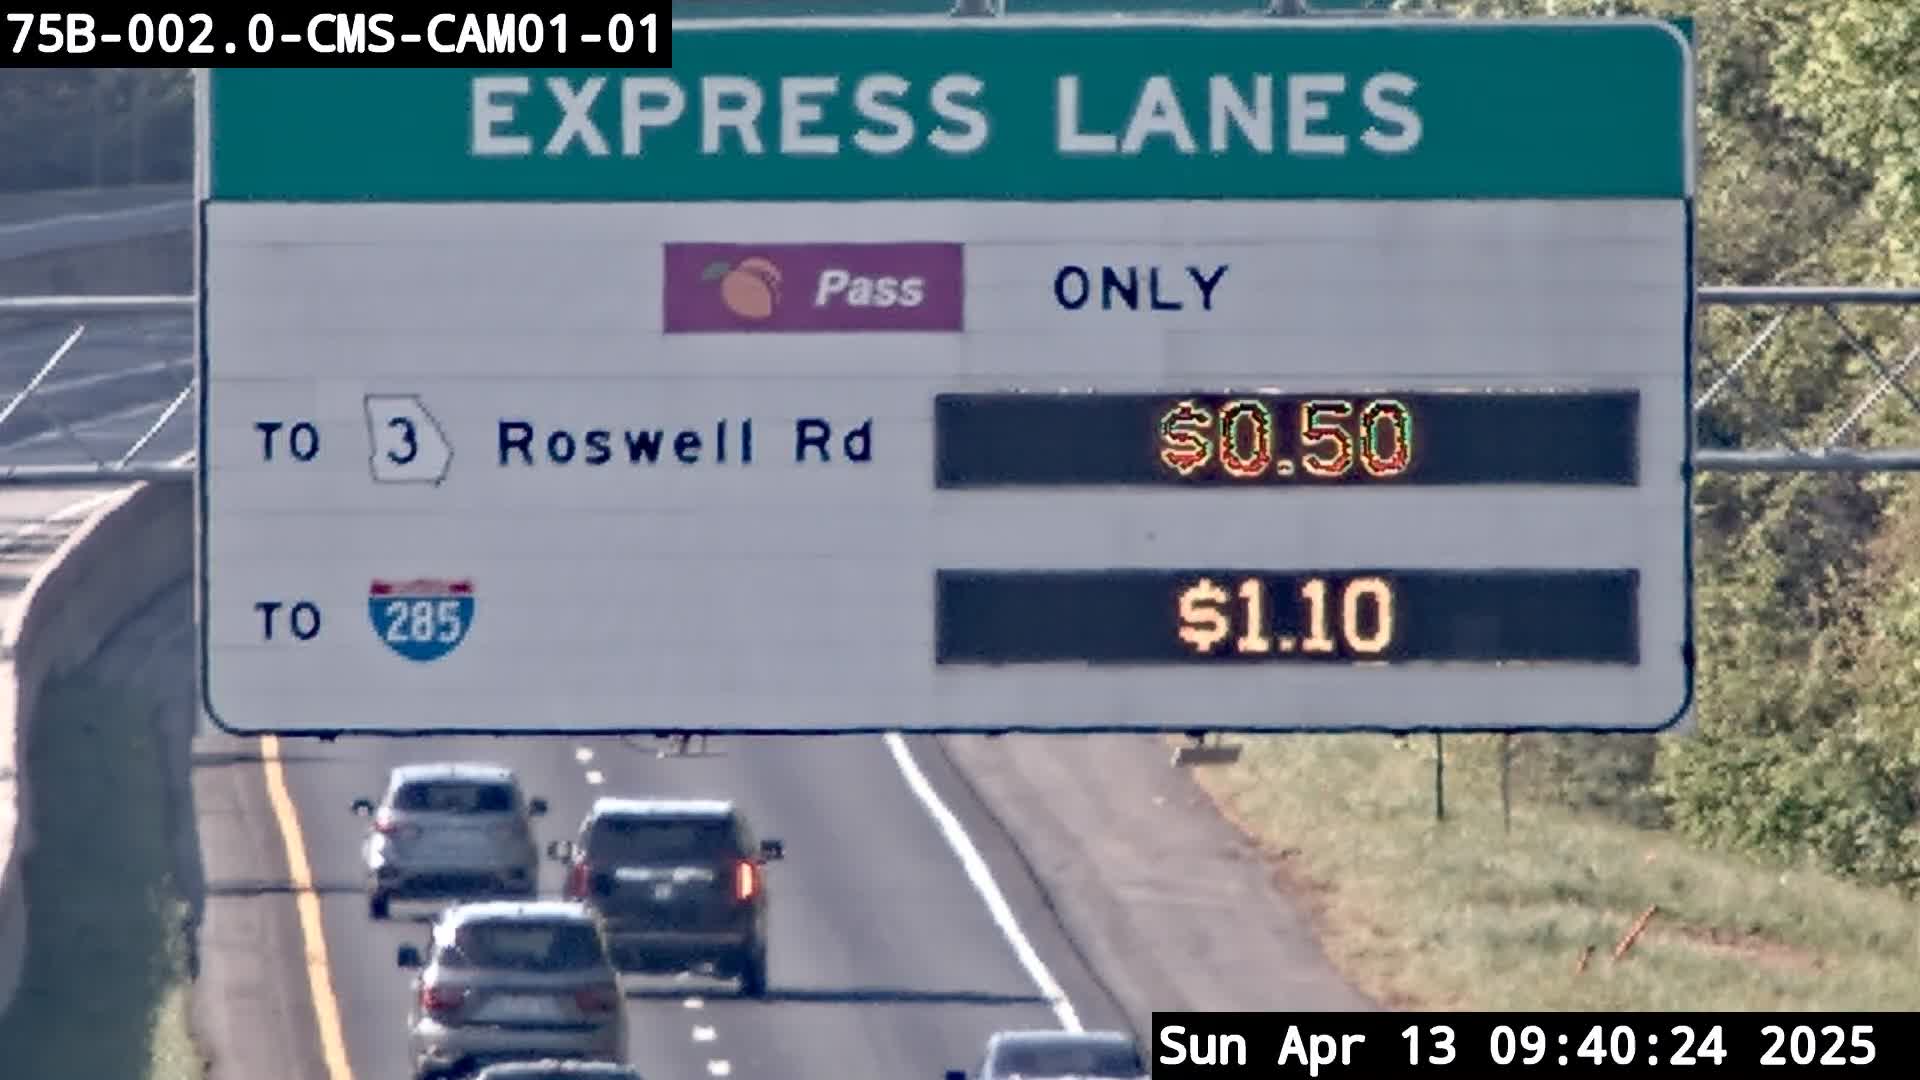 75B-002.0-CMS-CAM01-01
EXPRESS LANES
Pass ONLY
TO 3 Roswell Rd $0.50
TO 285 $1.10
Sun Apr 13 09:40:24 2025